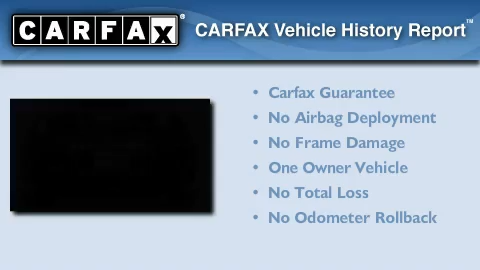 CARFAX® CARFAX Vehicle History Report™
• Carfax Guarantee
• No Airbag Deployment
• No Frame Damage
• One Owner Vehicle
• No Total Loss
• No Odometer Rollback